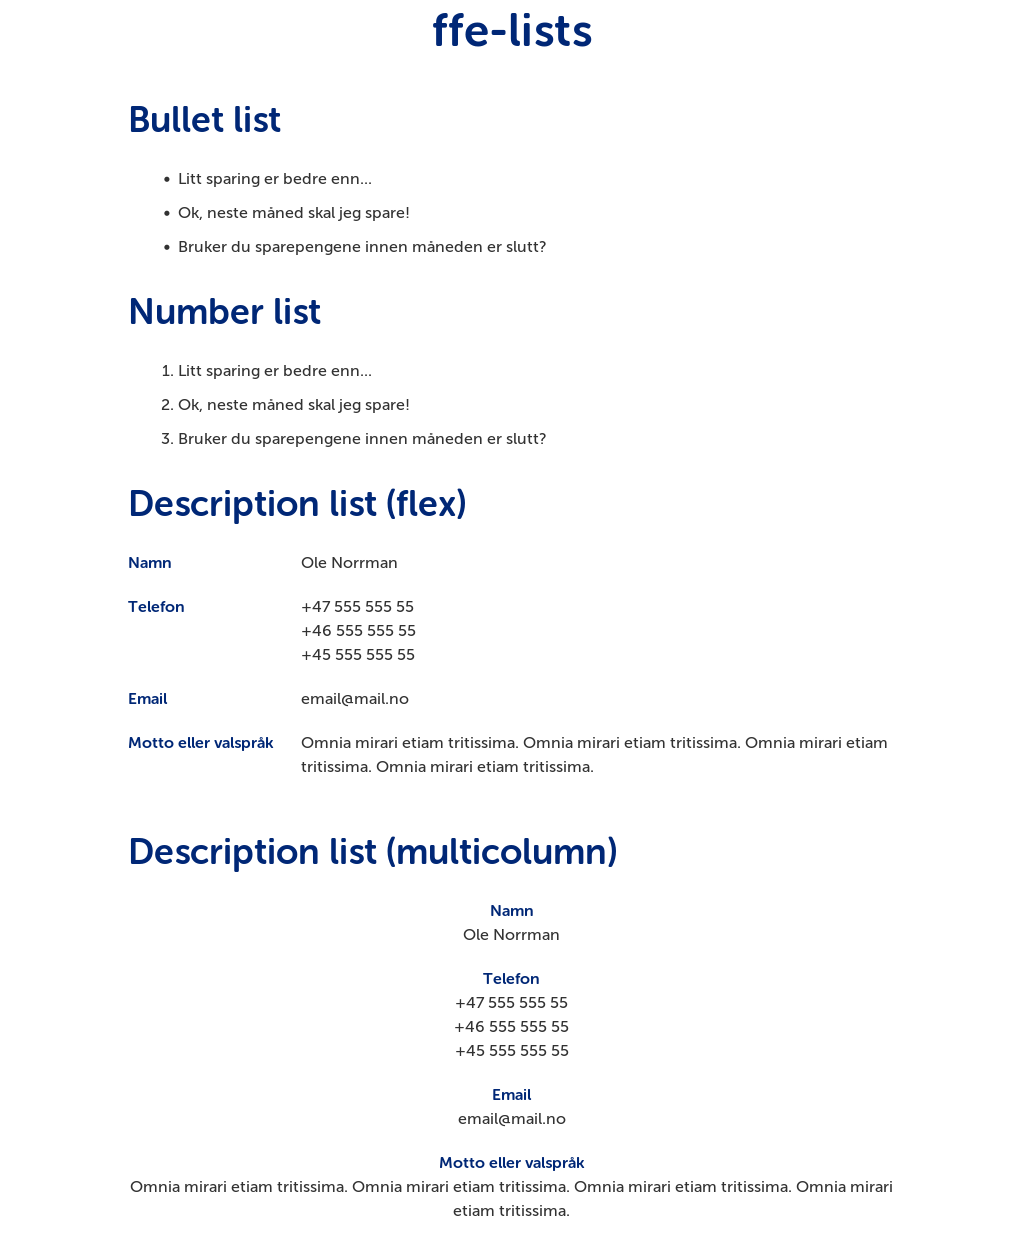 ffe-lists
Bullet list
• Litt sparing er bedre enn...
• Ok, neste måned skal jeg spare!
• Bruker du sparepengene innen måneden er slutt?
Number list
1. Litt sparing er bedre enn...
2. Ok, neste måned skal jeg spare!
3. Bruker du sparepengene innen måneden er slutt?
Description list (flex)
Namn Ole Norrman
Telefon +47 555 555 55
+46 555 555 55
+45 555 555 55
Email email@mail.no
Motto eller valspråk Omnia mirari etiam tritissima. Omnia mirari etiam tritissima. Omnia mirari etiam
tritissima. Omnia mirari etiam tritissima.
Description list (multicolumn)
Namn
Ole Norrman
Telefon
+47 555 555 55
+46 555 555 55
+45 555 555 55
Email
email@mail.no
Motto eller valspråk
Omnia mirari etiam tritissima. Omnia mirari etiam tritissima. Omnia mirari etiam tritissima. Omnia mirari
etiam tritissima.